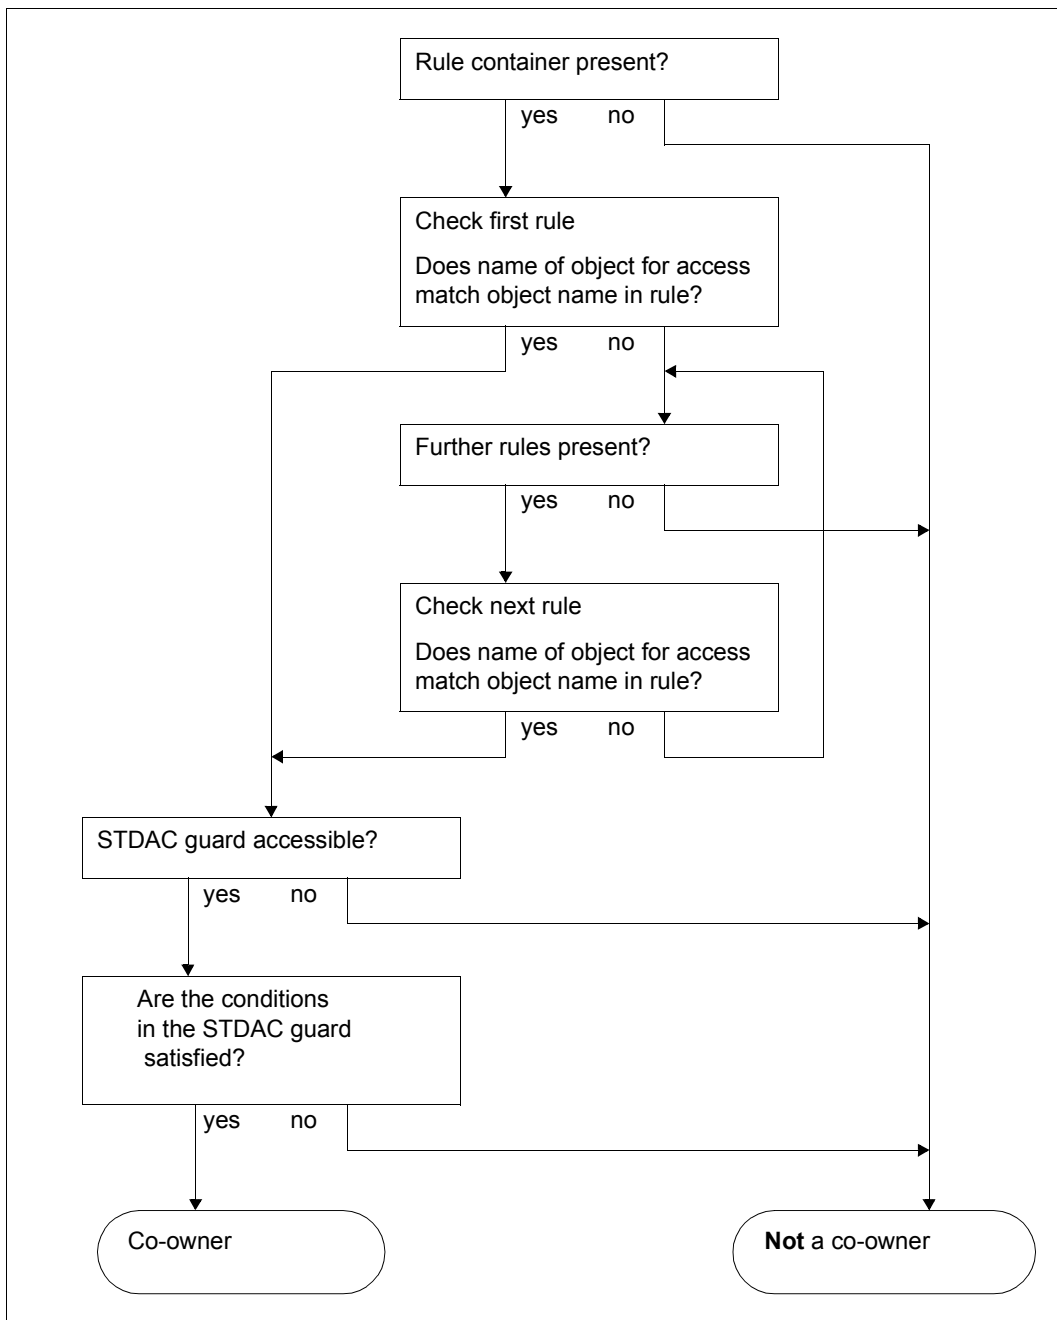 Rule container present?
yes no
Check first rule
Does name of object for access
match object name in rule?
yes no
Further rules present?
yes no
Check next rule
Does name of object for access
match object name in rule?
yes no
STDAC guard accessible?
yes no
Are the conditions
in the STDAC guard
satisfied?
yes no
Co-owner
Not a co-owner